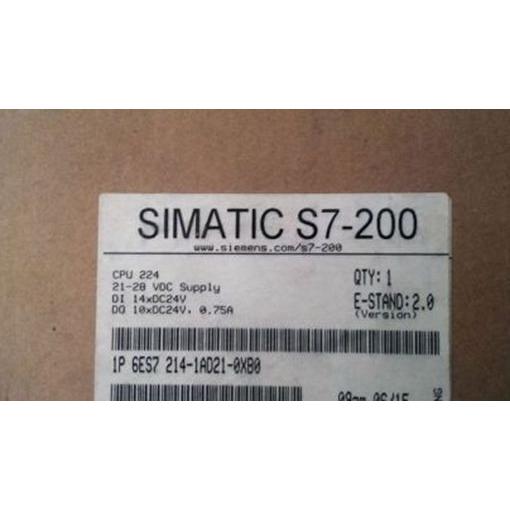 SIMATIC S7-200
www.siemens.com/s7-200
CPU 224
21-28 VDC Supply
DI 14xDC24V
DO 10xDC24V, 0.75A
QTY: 1
E-STAND: 2.0
(Version)
1P 6ES7 214-1AD21-0XB0